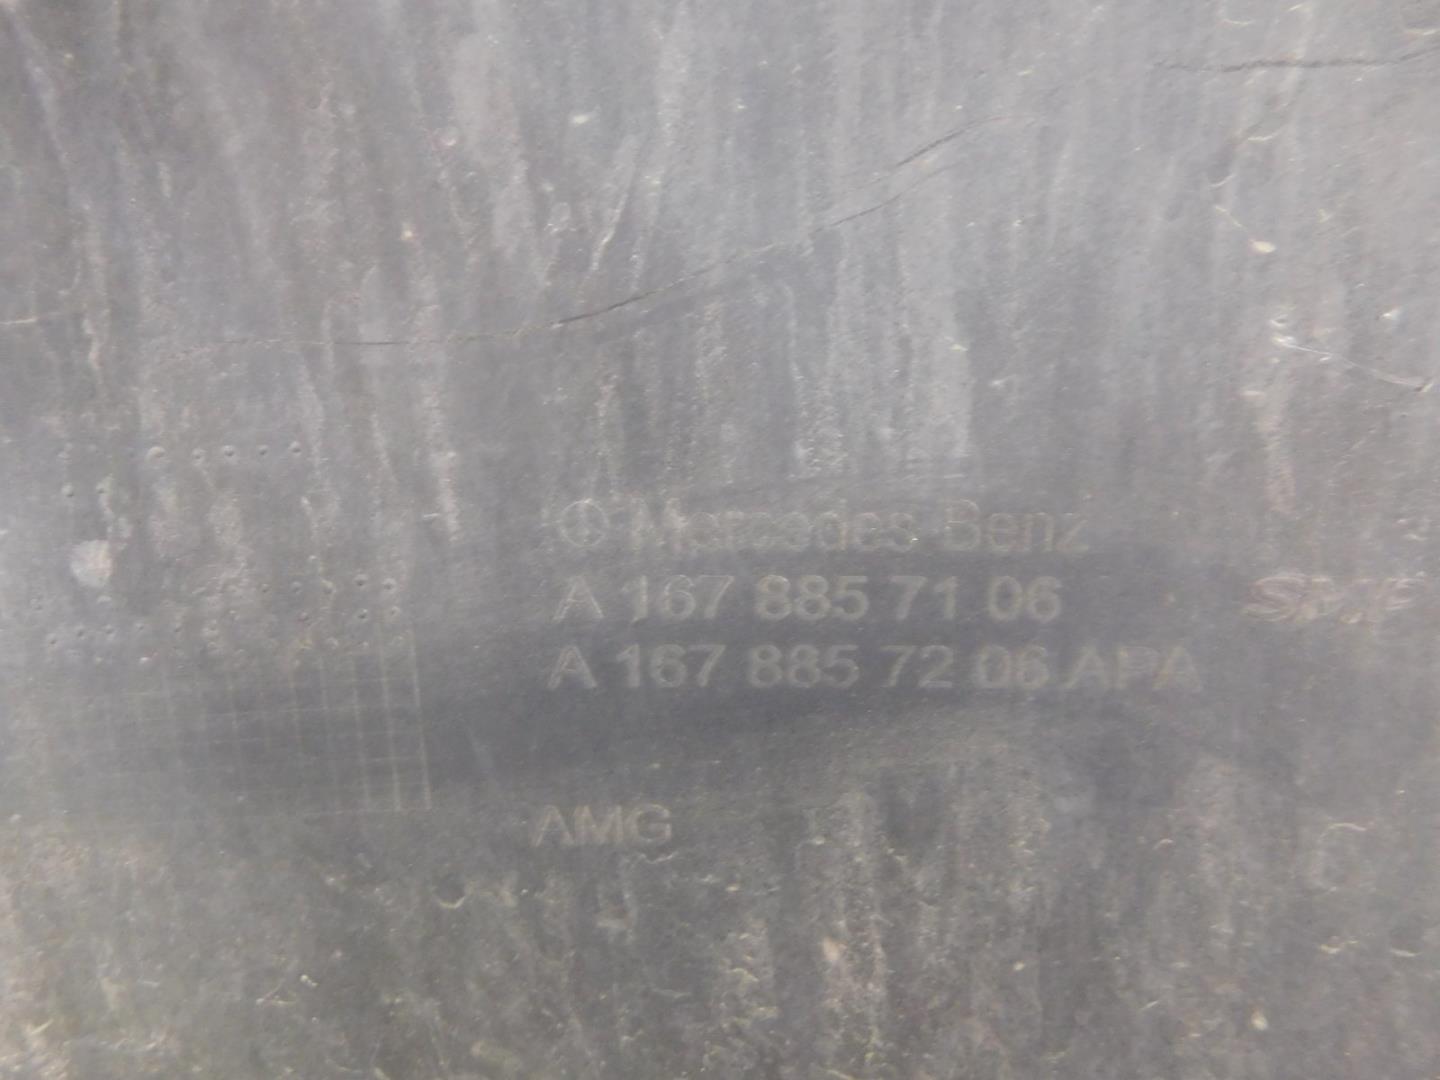 Mercedes-Benz
A 167 885 71 06
A 167 885 72 06 APA
AMG